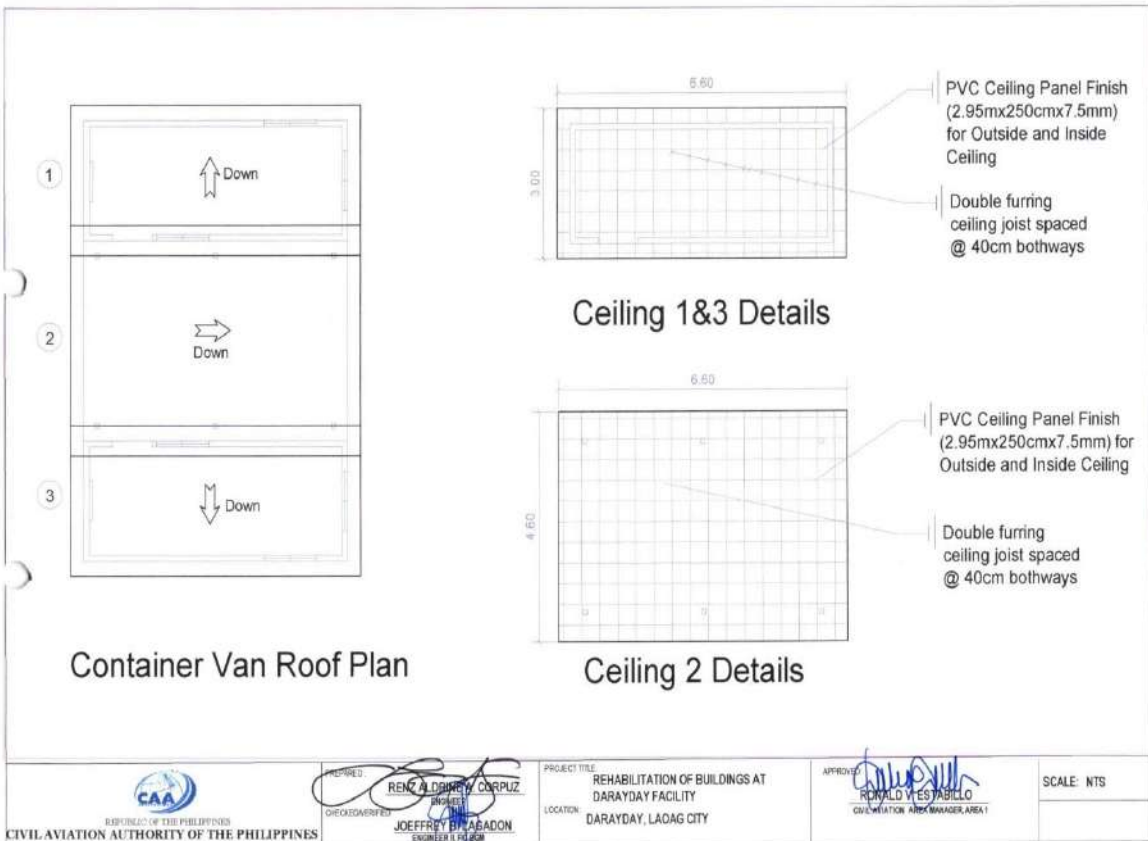 1
Down
2
Down
3
Down
Container Van Roof Plan
6.60
3.00
PVC Ceiling Panel Finish
(2.95mx250cmx7.5mm)
for Outside and Inside
Ceiling
Double furring
ceiling joist spaced
@ 40cm bothways
Ceiling 1&3 Details
6.60
4.60
PVC Ceiling Panel Finish
(2.95mx250cmx7.5mm) for
Outside and Inside Ceiling
Double furring
ceiling joist spaced
@ 40cm bothways
Ceiling 2 Details
CAA
REPUBLIC OF THE PHILIPPINES
CIVIL AVIATION AUTHORITY OF THE PHILIPPINES
PREPARED:
RENZ ALDRINE A. CORPUZ
ENGINEER
CHECKED/VERIFIED:
JOEFFREY LAGADON
ENGINEER II
PROJECT TITLE:
REHABILITATION OF BUILDINGS AT
DARAYDAY FACILITY
LOCATION:
DARAYDAY, LAOAG CITY
APPROVED:
RONALD V. ESTABILLO
CIVIL AVIATION AREA MANAGER, AREA 1
SCALE: NTS